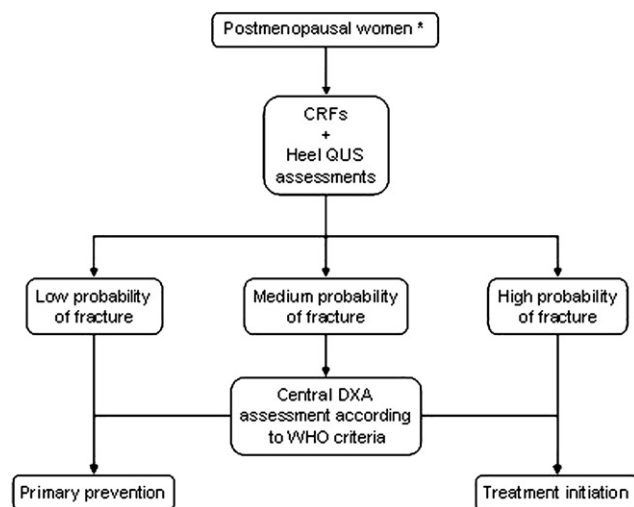 Postmenopausal women *
CRFs
+
Heel QUS
assessments
Low probability
of fracture
Medium probability
of fracture
High probability
of fracture
Central DXA
assessment according
to WHO criteria
Primary prevention
Treatment initiation